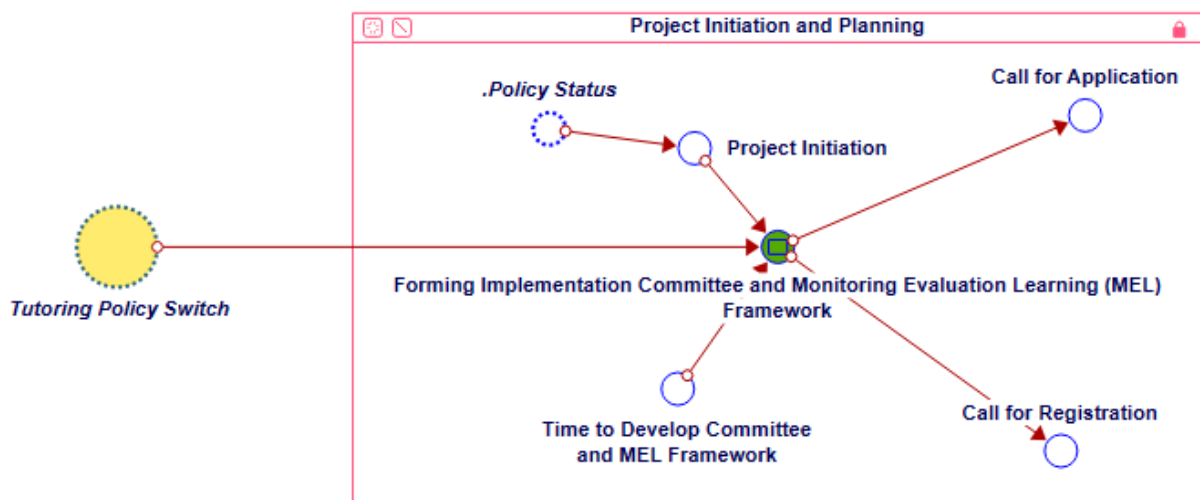 Project Initiation and Planning
Call for Application
.Policy Status
Project Initiation
Tutoring Policy Switch
Forming Implementation Committee and Monitoring Evaluation Learning (MEL)
Framework
Call for Registration
Time to Develop Committee
and MEL Framework